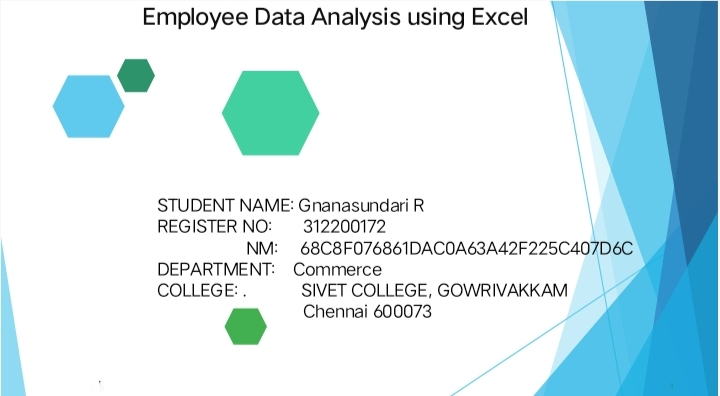 Employee Data Analysis using Excel
STUDENT NAME: Gnanasundari R
REGISTER NO: 312200172
NM: 68C8F076861DAC0A63A42F225C407D6C
DEPARTMENT: Commerce
COLLEGE: . SIVET COLLEGE, GOWRIVAKKAM
Chennai 600073